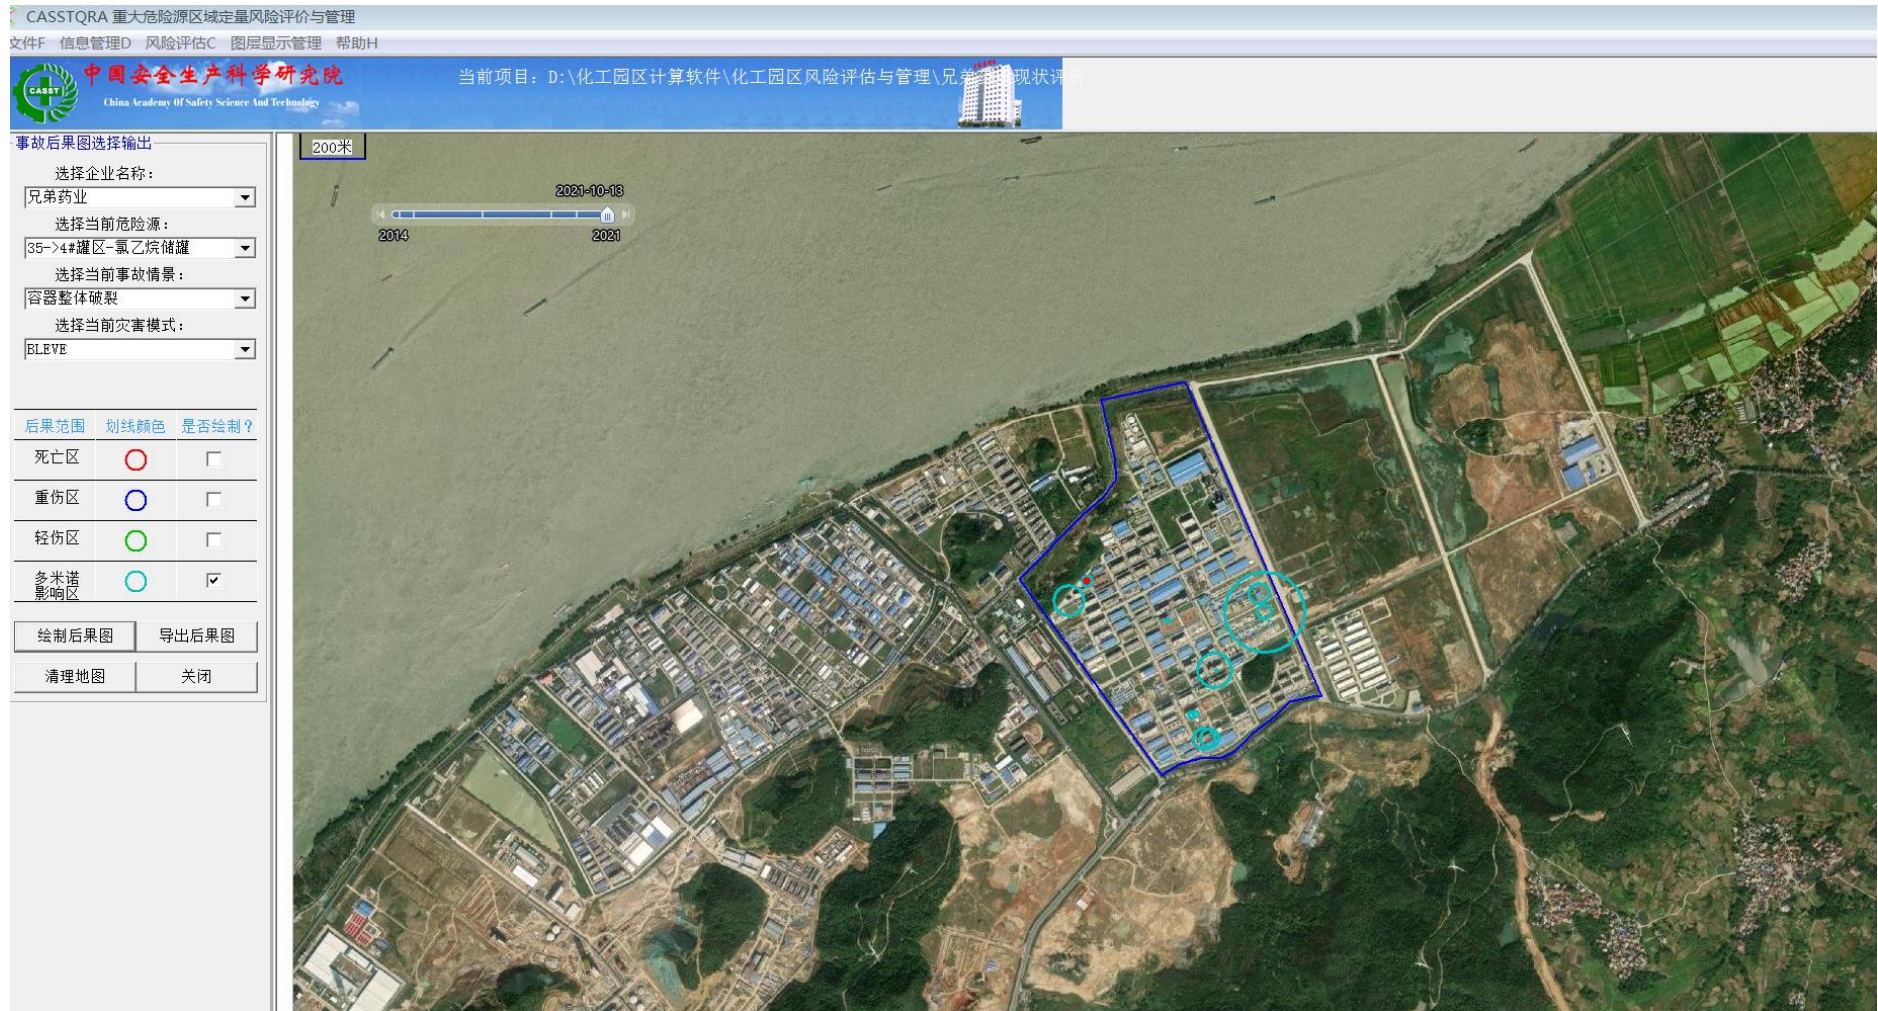 CASSTQRA 重大危险源区域定量风险评价与管理
文件F 信息管理D 风险评估C 图层显示管理 帮助H
CASST
中国安全生产科学研究院
China Academy Of Safety Science And Technology
当前项目: D:\化工园区计算软件\化工园区风险评估与管理\兄弟 现状评价
事故后果图选择输出
选择企业名称:
兄弟药业
选择当前危险源:
35->4#罐区-氯乙烷储罐
选择当前事故情景:
容器整体破裂
选择当前灾害模式:
BLEVE
后果范围 划线颜色 是否绘制?
死亡区
重伤区
轻伤区
多米诺
影响区
绘制后果图 导出后果图
清理地图 关闭
200米
2021-10-13
2014 2021